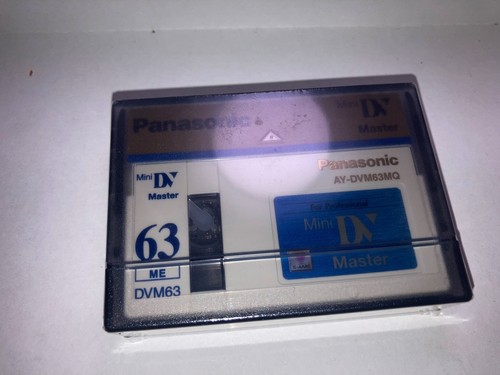 Panasonic
Mini DV
Master
Panasonic
AY-DVM63MQ
Mini DV
Master
63
ME
DVM63
Mini DV
Master